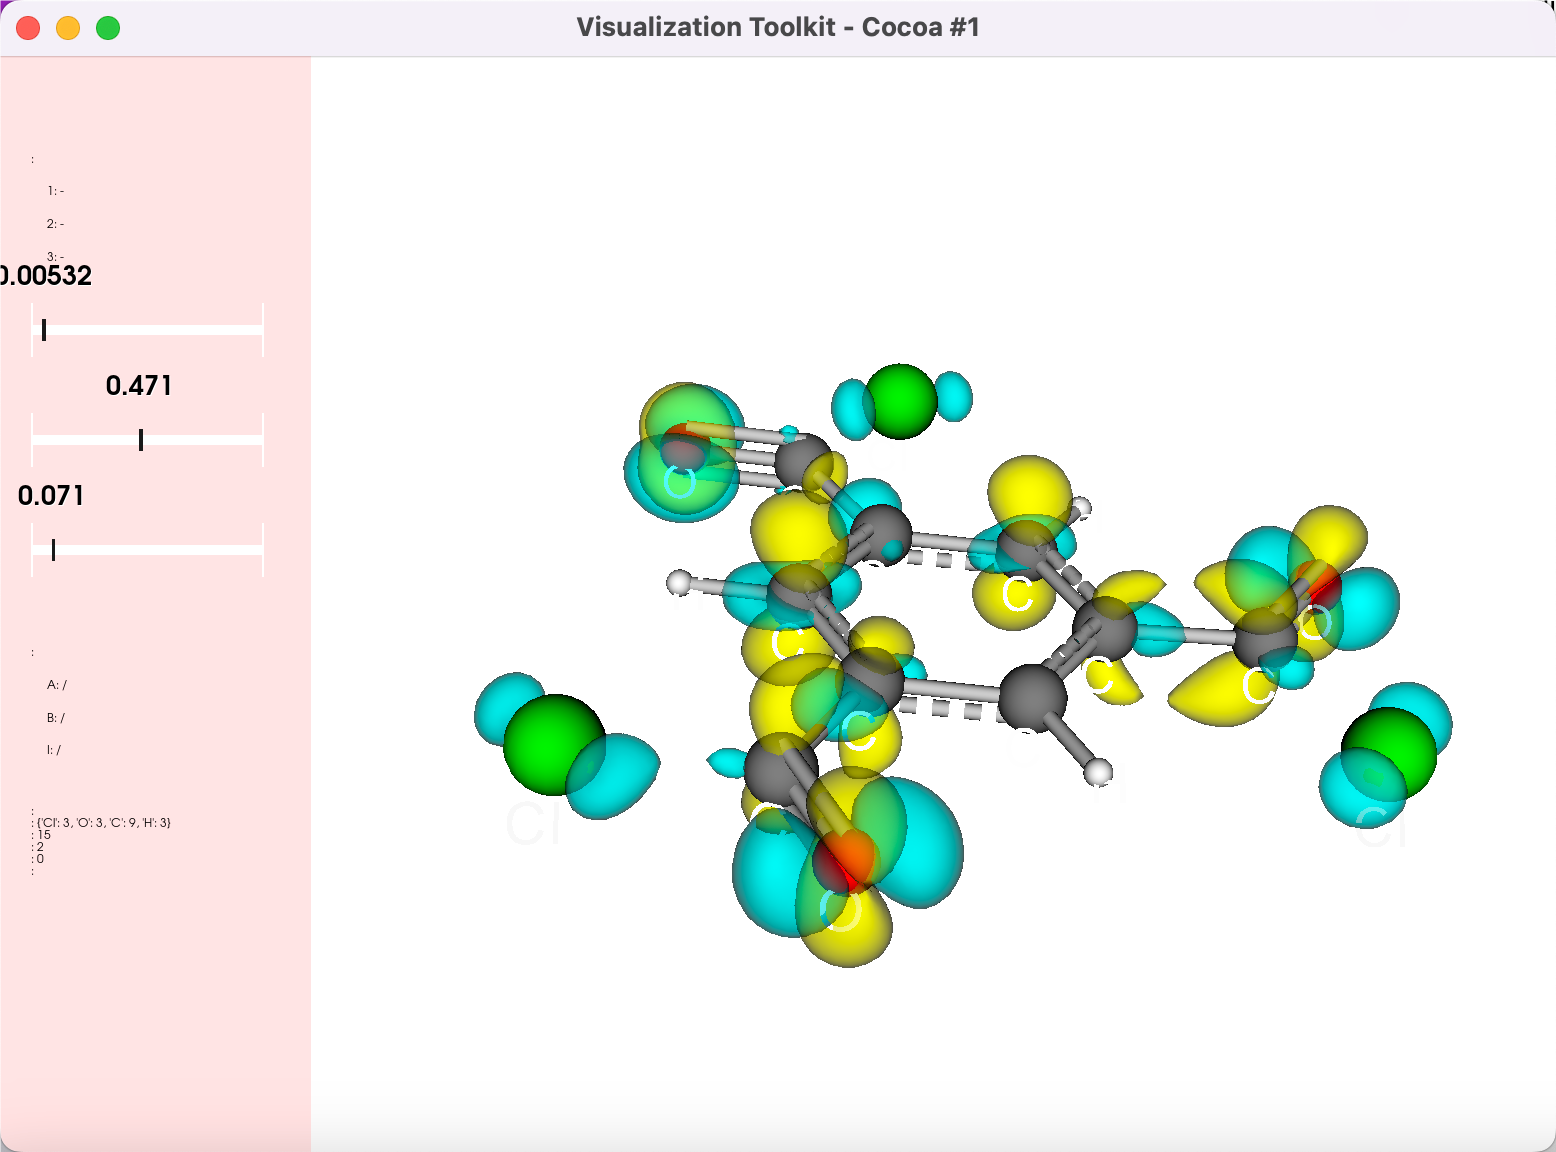 Visualization Toolkit - Cocoa #1
:
1: -
2: -
3: -
0.00532
0.471
0.071
:
A: /
B: /
I: /
:
: {'Cl': 3, 'O': 3, 'C': 9, 'H': 3}
: 15
: 2
: 0
:
O
C
C
O
C
C
C
O
Cl
Cl